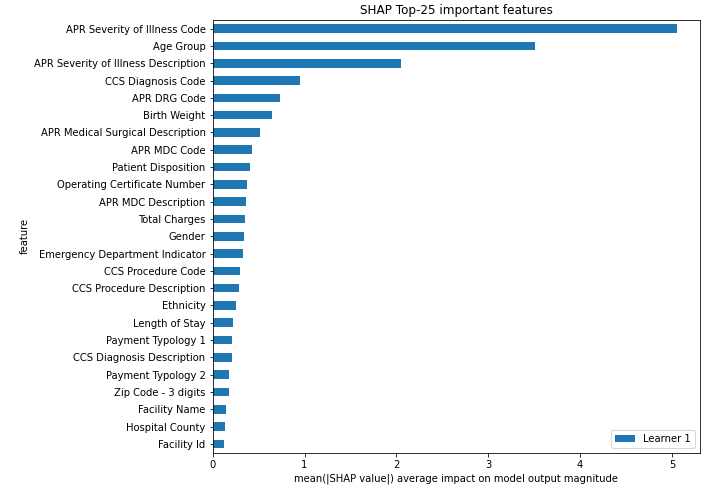 SHAP Top-25 important features
APR Severity of Illness Code
Age Group
APR Severity of Illness Description
CCS Diagnosis Code
APR DRG Code
Birth Weight
APR Medical Surgical Description
APR MDC Code
Patient Disposition
Operating Certificate Number
APR MDC Description
Total Charges
Gender
Emergency Department Indicator
CCS Procedure Code
CCS Procedure Description
Ethnicity
Length of Stay
Payment Typology 1
CCS Diagnosis Description
Payment Typology 2
Zip Code - 3 digits
Facility Name
Hospital County
Facility Id
feature
Learner 1
0 1 2 3 4 5
mean(|SHAP value|) average impact on model output magnitude